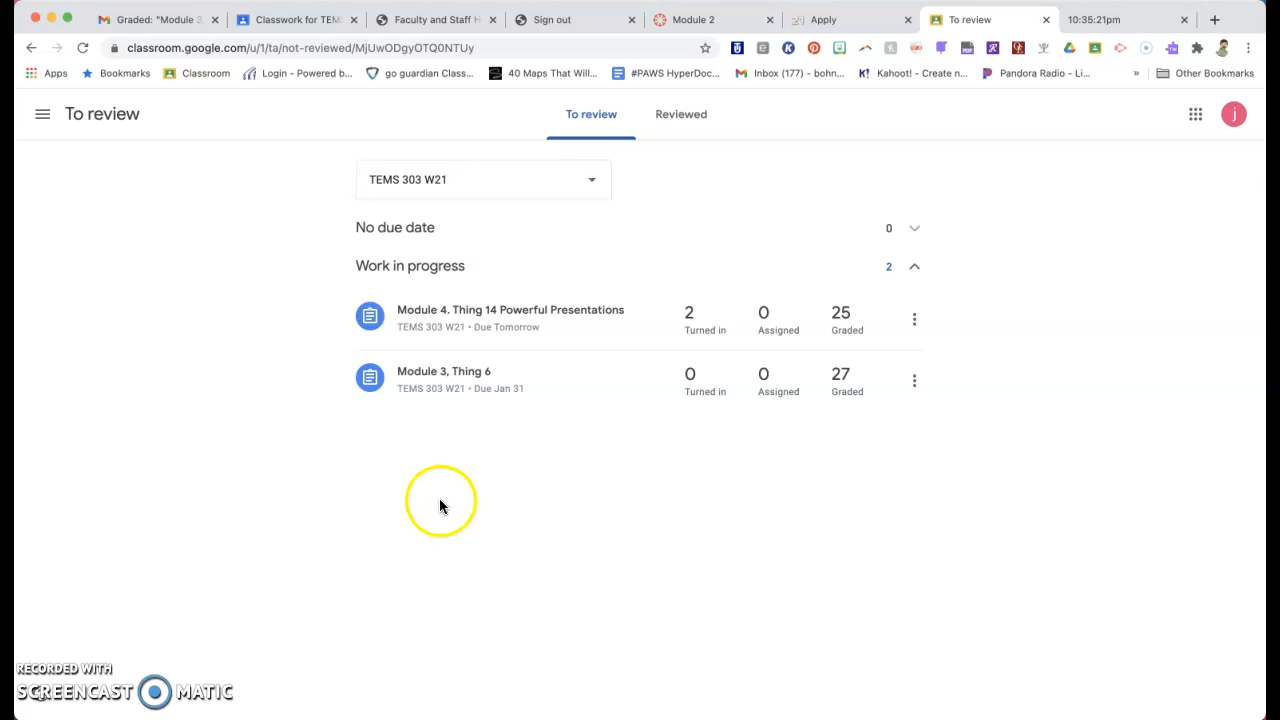 Graded: "Module 3,
Classwork for TEM
Faculty and Staff H
Sign out
Module 2
Apply
To review
10:35:21pm
classroom.google.com/u/1/ta/not-reviewed/MjUwODgyOTQ0NTUy
Apps
Bookmarks
Classroom
Login - Powered b...
go guardian Class...
40 Maps That Will...
#PAWS HyperDoc...
Inbox (177) - bohn...
Kahoot! - Create n...
Pandora Radio - Li...
»
Other Bookmarks
To review
To review
Reviewed
j
TEMS 303 W21
No due date
0
Work in progress
2
Module 4. Thing 14 Powerful Presentations
TEMS 303 W21 • Due Tomorrow
2
Turned in
0
Assigned
25
Graded
Module 3, Thing 6
TEMS 303 W21 • Due Jan 31
0
Turned in
0
Assigned
27
Graded
RECORDED WITH
SCREENCAST MATIC